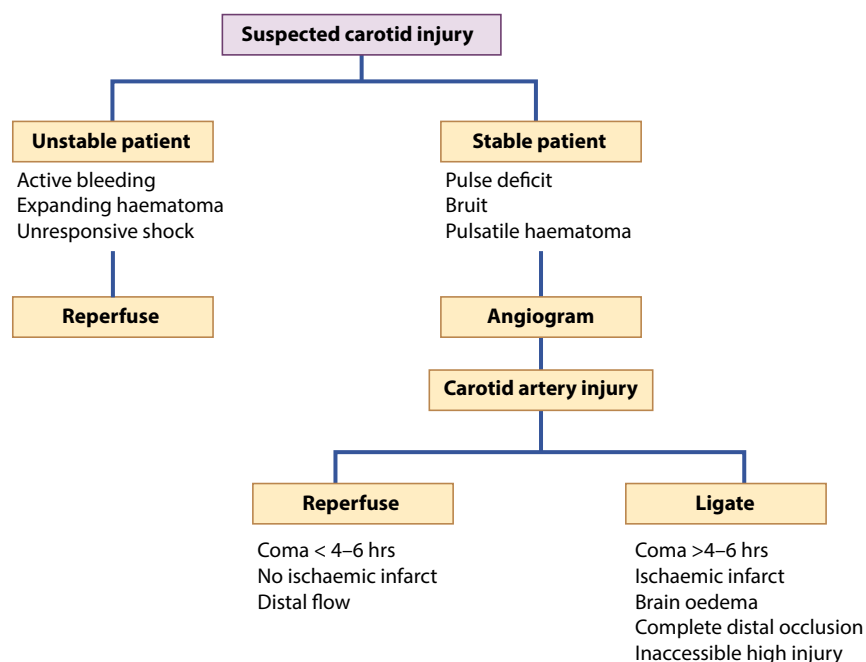 Suspected carotid injury
Unstable patient
Active bleeding
Expanding haematoma
Unresponsive shock
Reperfuse
Stable patient
Pulse deficit
Bruit
Pulsatile haematoma
Angiogram
Carotid artery injury
Reperfuse
Coma < 4–6 hrs
No ischaemic infarct
Distal flow
Ligate
Coma >4–6 hrs
Ischaemic infarct
Brain oedema
Complete distal occlusion
Inaccessible high injury